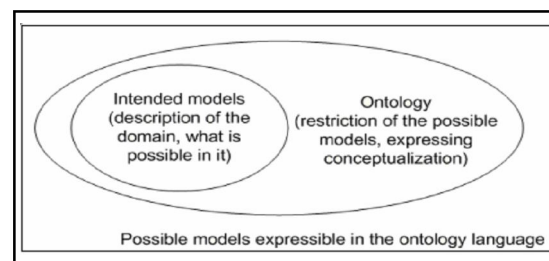 Intended models
(description of the
domain, what is
possible in it)
Ontology
(restriction of the possible
models, expressing
conceptualization)
Possible models expressible in the ontology language